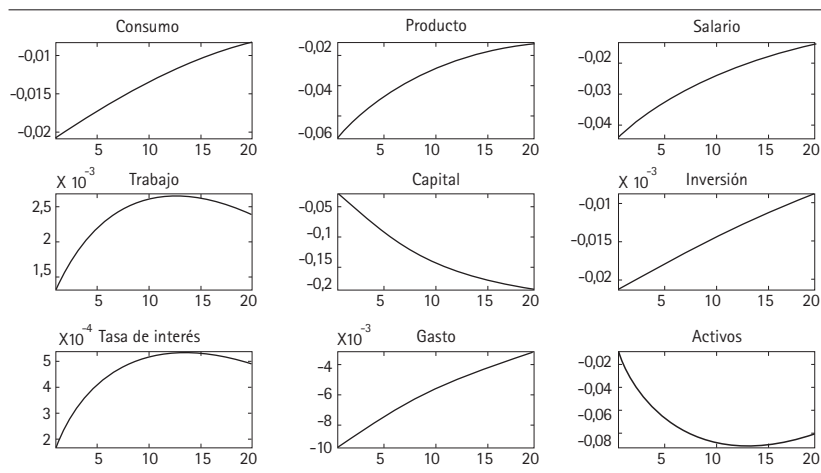 Consumo
−0,01
−0,015
−0,02
5 10 15 20
Producto
−0,02
−0,04
−0,06
5 10 15 20
Salario
−0,02
−0,03
−0,04
5 10 15 20
X 10⁻³ Trabajo
2,5
2
1,5
5 10 15 20
Capital
−0,05
−0,1
−0,15
−0,2
5 10 15 20
X 10⁻³ Inversión
−0,01
−0,015
−0,02
5 10 15 20
X10⁻⁴ Tasa de interés
5
4
3
2
5 10 15 20
X10⁻³ Gasto
−4
−6
−8
−10
5 10 15 20
Activos
−0,02
−0,04
−0,06
−0,08
5 10 15 20